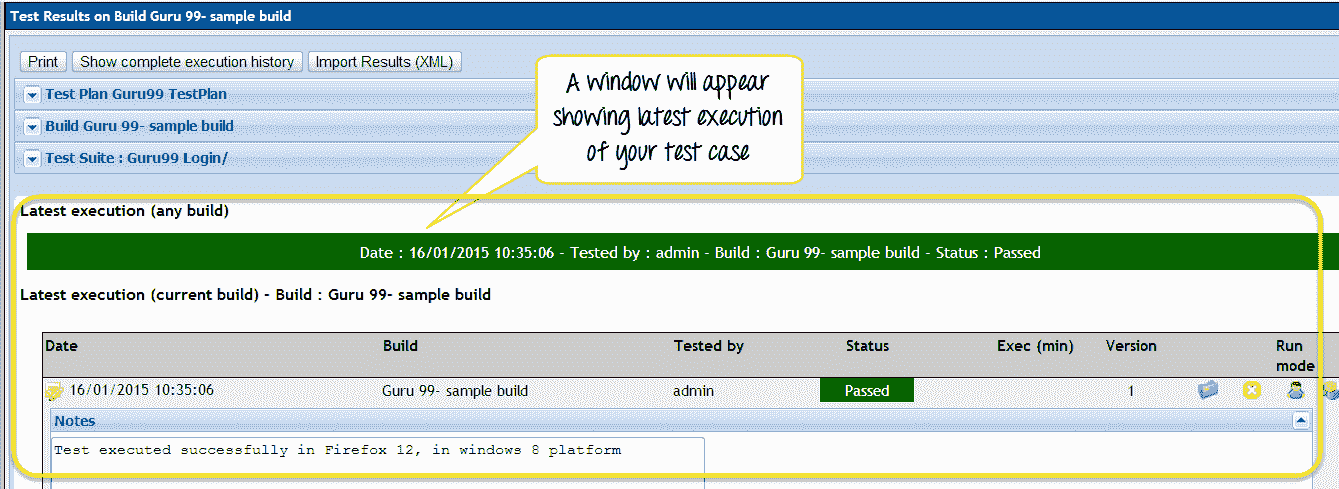 Test Results on Build Guru 99- sample build
Print Show complete execution history Import Results (XML)
Test Plan Guru99 TestPlan
Build Guru 99- sample build
Test Suite : Guru99 Login/
A window will appear
showing latest execution
of your test case
Latest execution (any build)
Date : 16/01/2015 10:35:06 - Tested by : admin - Build : Guru 99- sample build - Status : Passed
Latest execution (current build) - Build : Guru 99- sample build
Date Build Tested by Status Exec (min) Version Run
mode
16/01/2015 10:35:06 Guru 99- sample build admin Passed 1
Notes
Test executed successfully in Firefox 12, in windows 8 platform